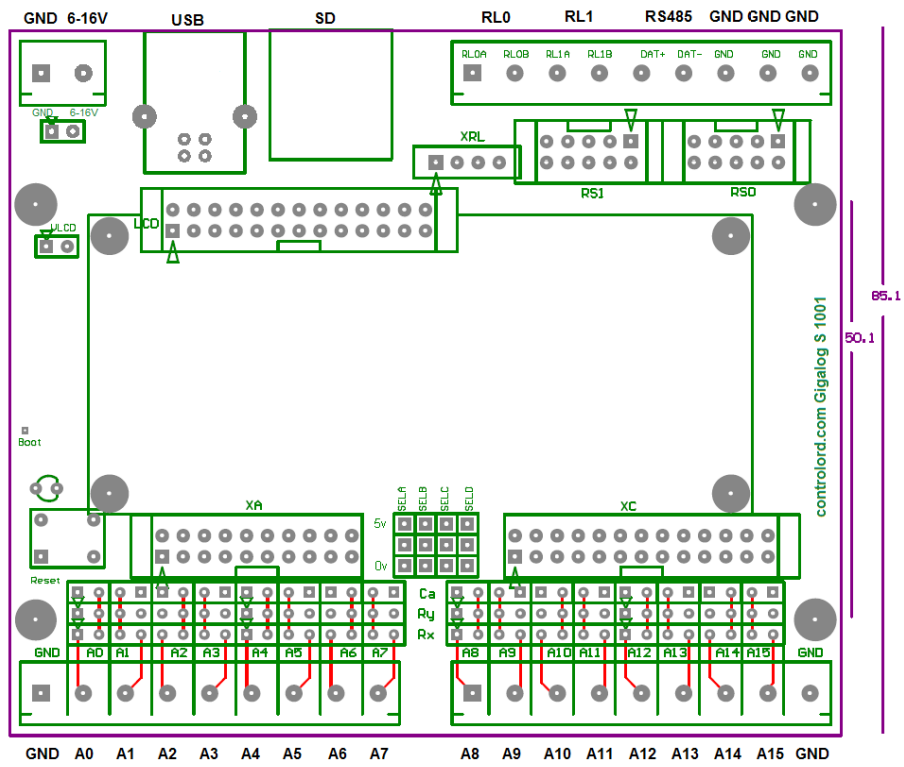 GND 6-16V USB SD RL0 RL1 RS485 GND GND GND
RL0A RL0B RL1A RL1B DAT+ DAT- GND GND GND
GND 6-16V
XRL
RS1 RS0
LCD
VLCD
85.1
50.1
controlord.com Gigalog S 1001
Boot
SELA SELB SELC SELD
XA XC
5v
0v
Reset
Ca
Ry
Rx
GND A0 A1 A2 A3 A4 A5 A6 A7 A8 A9 A10 A11 A12 A13 A14 A15 GND
GND A0 A1 A2 A3 A4 A5 A6 A7 A8 A9 A10 A11 A12 A13 A14 A15 GND